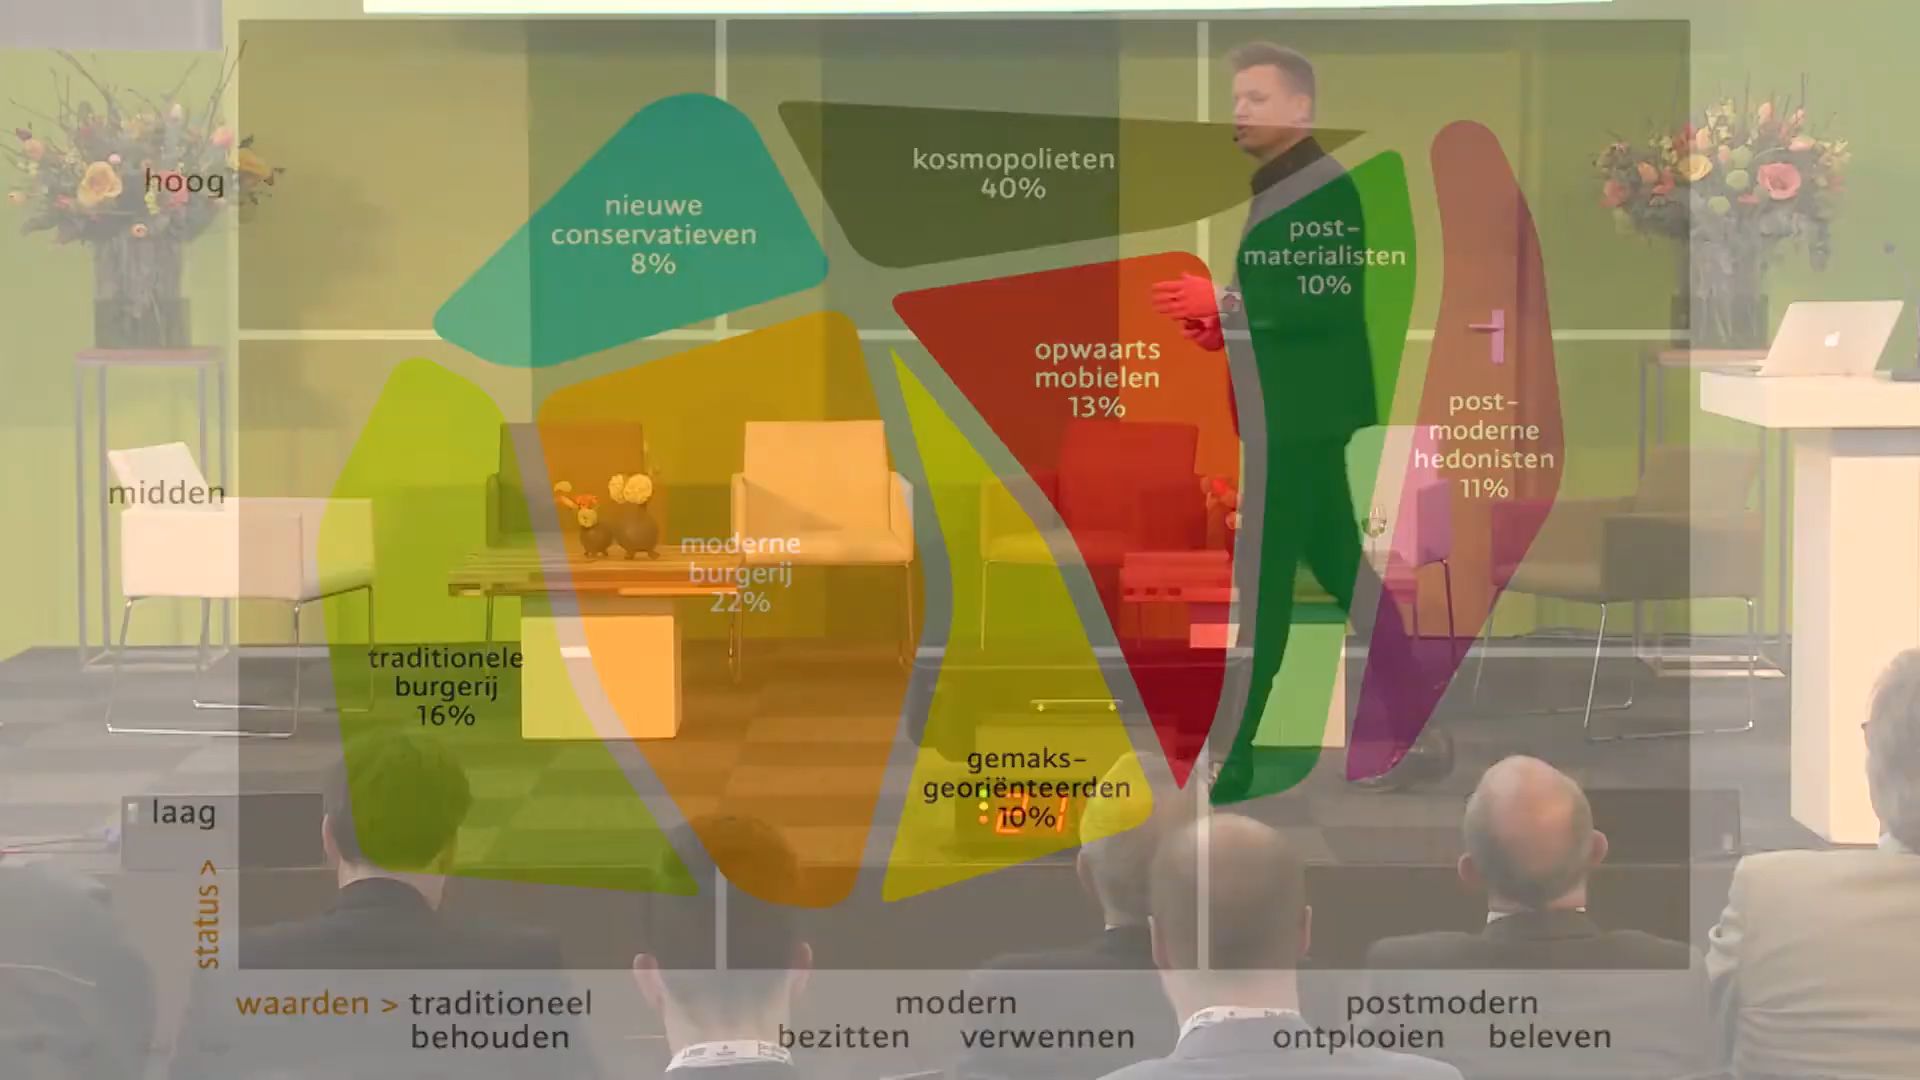 hoog
midden
laag
status >
nieuwe
conservatieven
8%
kosmopolieten
40%
post-
materialisten
10%
opwaarts
mobielen
13%
post-
moderne
hedonisten
11%
moderne
burgerij
22%
traditionele
burgerij
16%
gemaks-
georiënteerden
10%
21
waarden > traditioneel
behouden
modern
bezitten verwennen
postmodern
ontplooien beleven